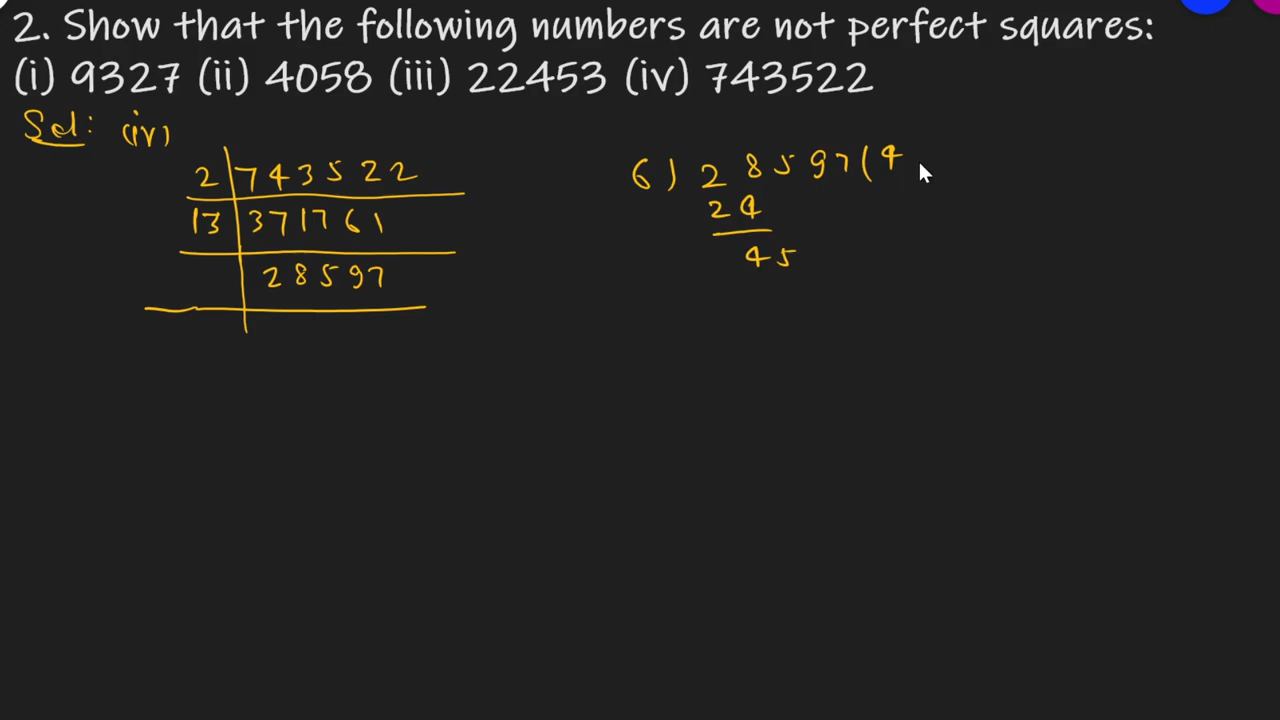 2. Show that the following numbers are not perfect squares:
(i) 9327 (ii) 4058 (iii) 22453 (iv) 743522
Sol: (iv)
2 | 743522
13 | 371761
28597
6 ) 28597 ( 4
24
45